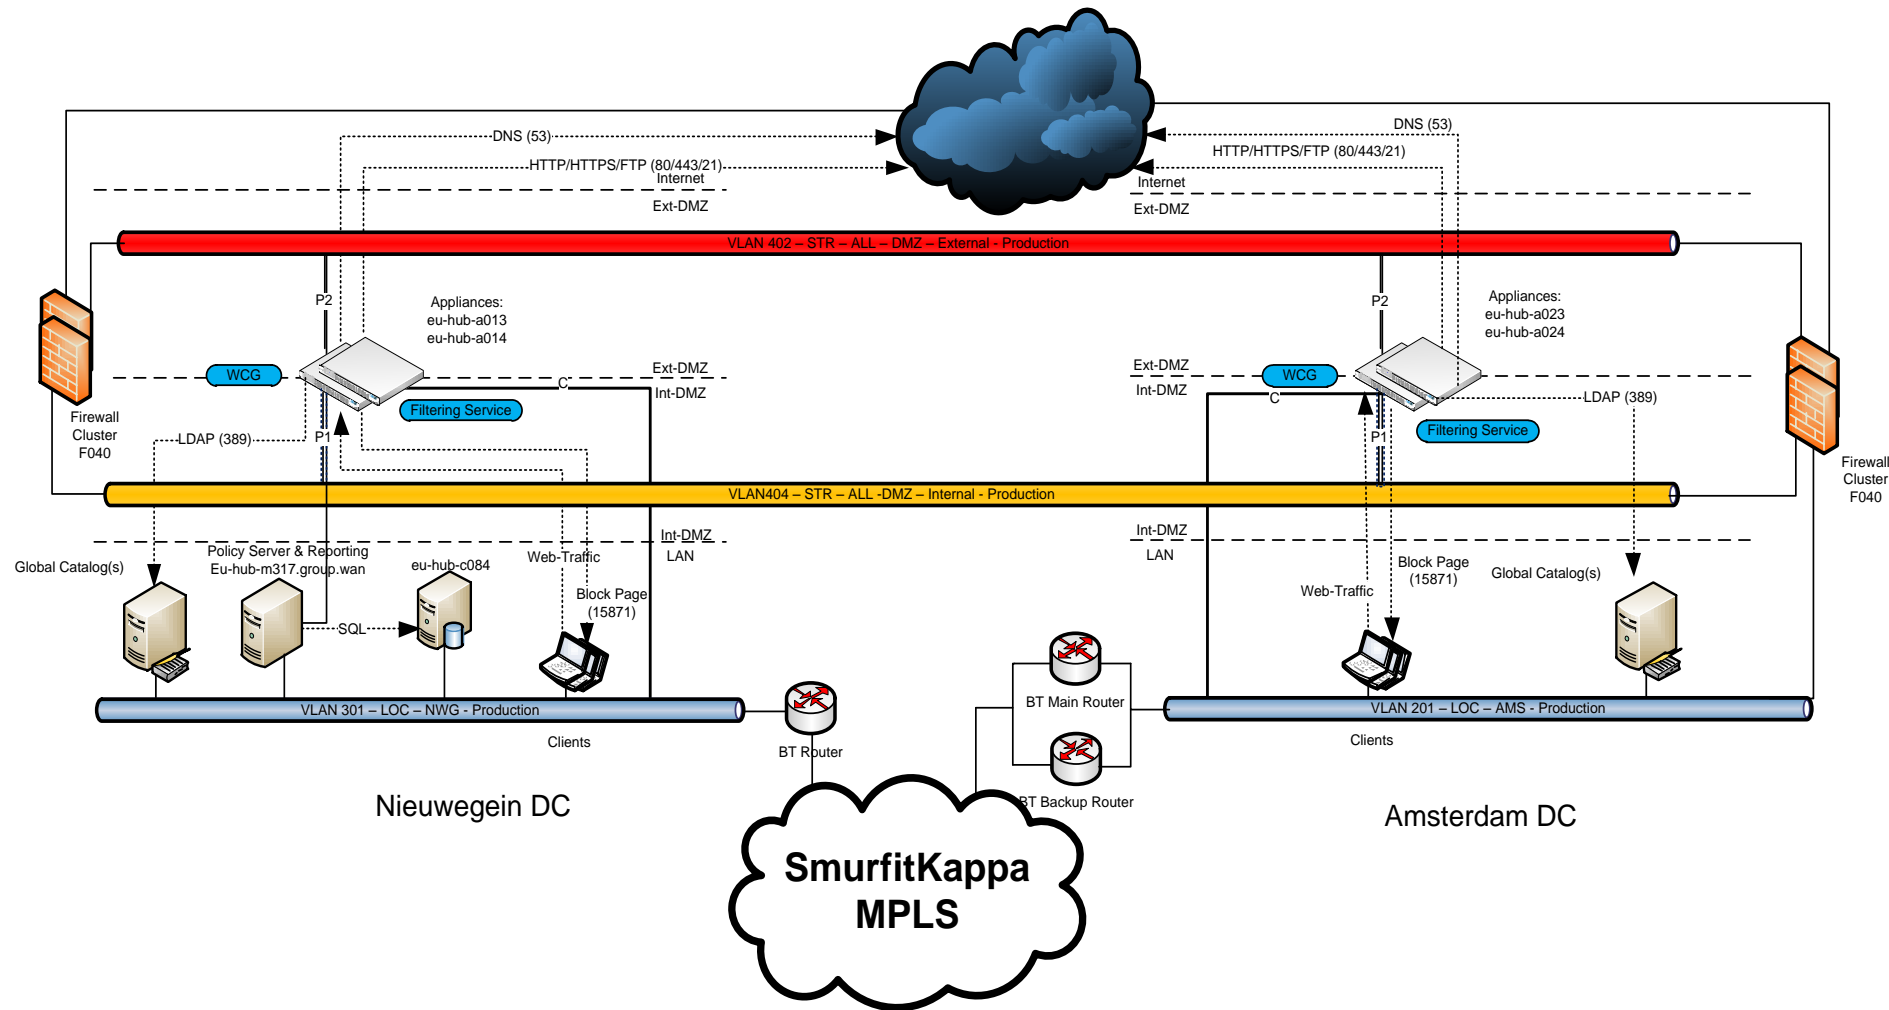 DNS (53)
HTTP/HTTPS/FTP (80/443/21)
Internet
Ext-DMZ
DNS (53)
HTTP/HTTPS/FTP (80/443/21)
Internet
Ext-DMZ
VLAN 402 – STR – ALL – DMZ – External - Production
P2
Appliances:
eu-hub-a013
eu-hub-a014
P2
Appliances:
eu-hub-a023
eu-hub-a024
WCG
Ext-DMZ
C
Int-DMZ
Filtering Service
Ext-DMZ
WCG
Int-DMZ
C
LDAP (389)
Filtering Service
Firewall
Cluster
F040
LDAP (389)
P1
P1
Firewall
Cluster
F040
VLAN404 – STR – ALL -DMZ – Internal - Production
Int-DMZ
LAN
Int-DMZ
LAN
Global Catalog(s)
Policy Server & Reporting
Eu-hub-m317.group.wan
eu-hub-c084
Web-Traffic
Block Page
(15871)
SQL
Web-Traffic
Block Page
(15871)
Global Catalog(s)
VLAN 301 – LOC – NWG - Production
BT Main Router
VLAN 201 – LOC – AMS - Production
Clients
BT Router
Clients
BT Backup Router
Nieuwegein DC
Amsterdam DC
SmurfitKappa
MPLS